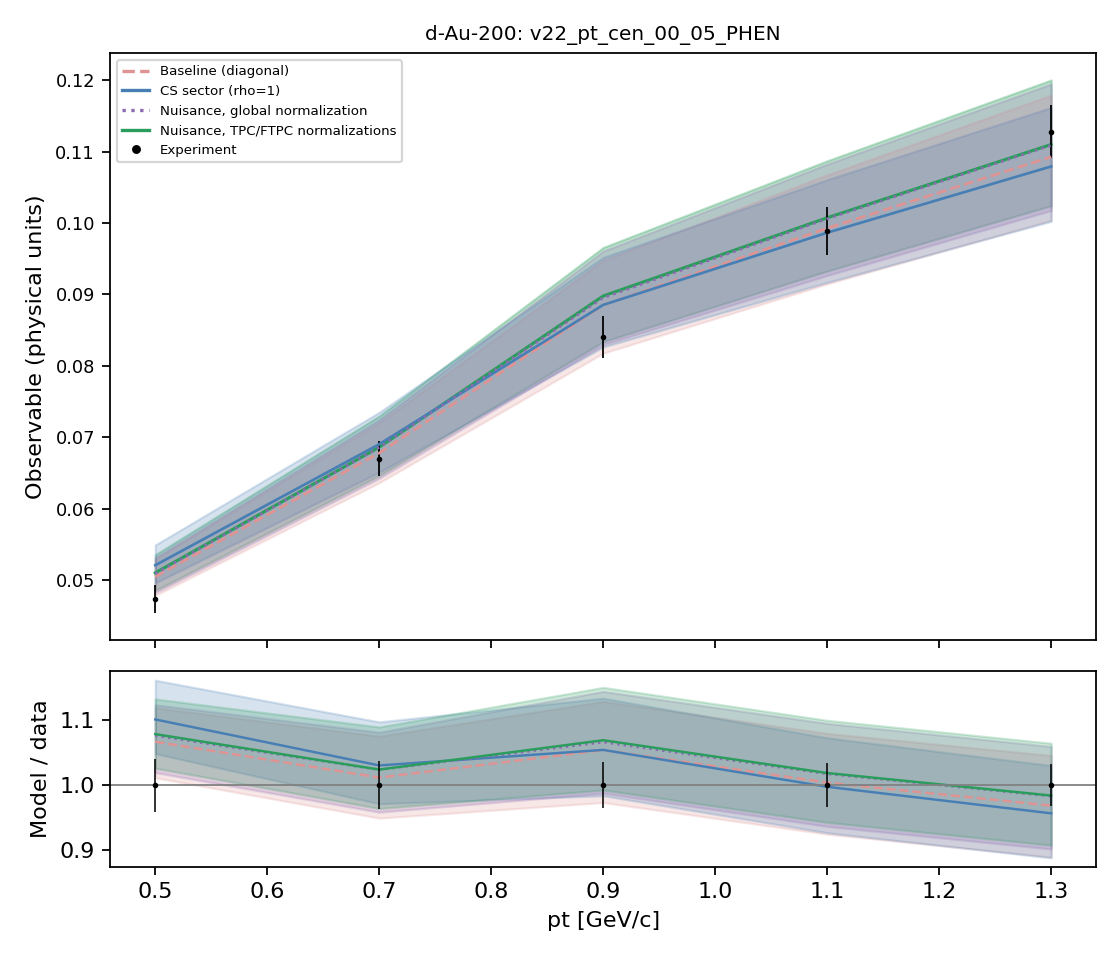 d-Au-200: v22_pt_cen_00_05_PHEN
Baseline (diagonal)
CS sector (rho=1)
Nuisance, global normalization
Nuisance, TPC/FTPC normalizations
Experiment
Observable (physical units)
0.12
0.11
0.10
0.09
0.08
0.07
0.06
0.05
Model / data
1.1
1.0
0.9
0.5 0.6 0.7 0.8 0.9 1.0 1.1 1.2 1.3
pt [GeV/c]